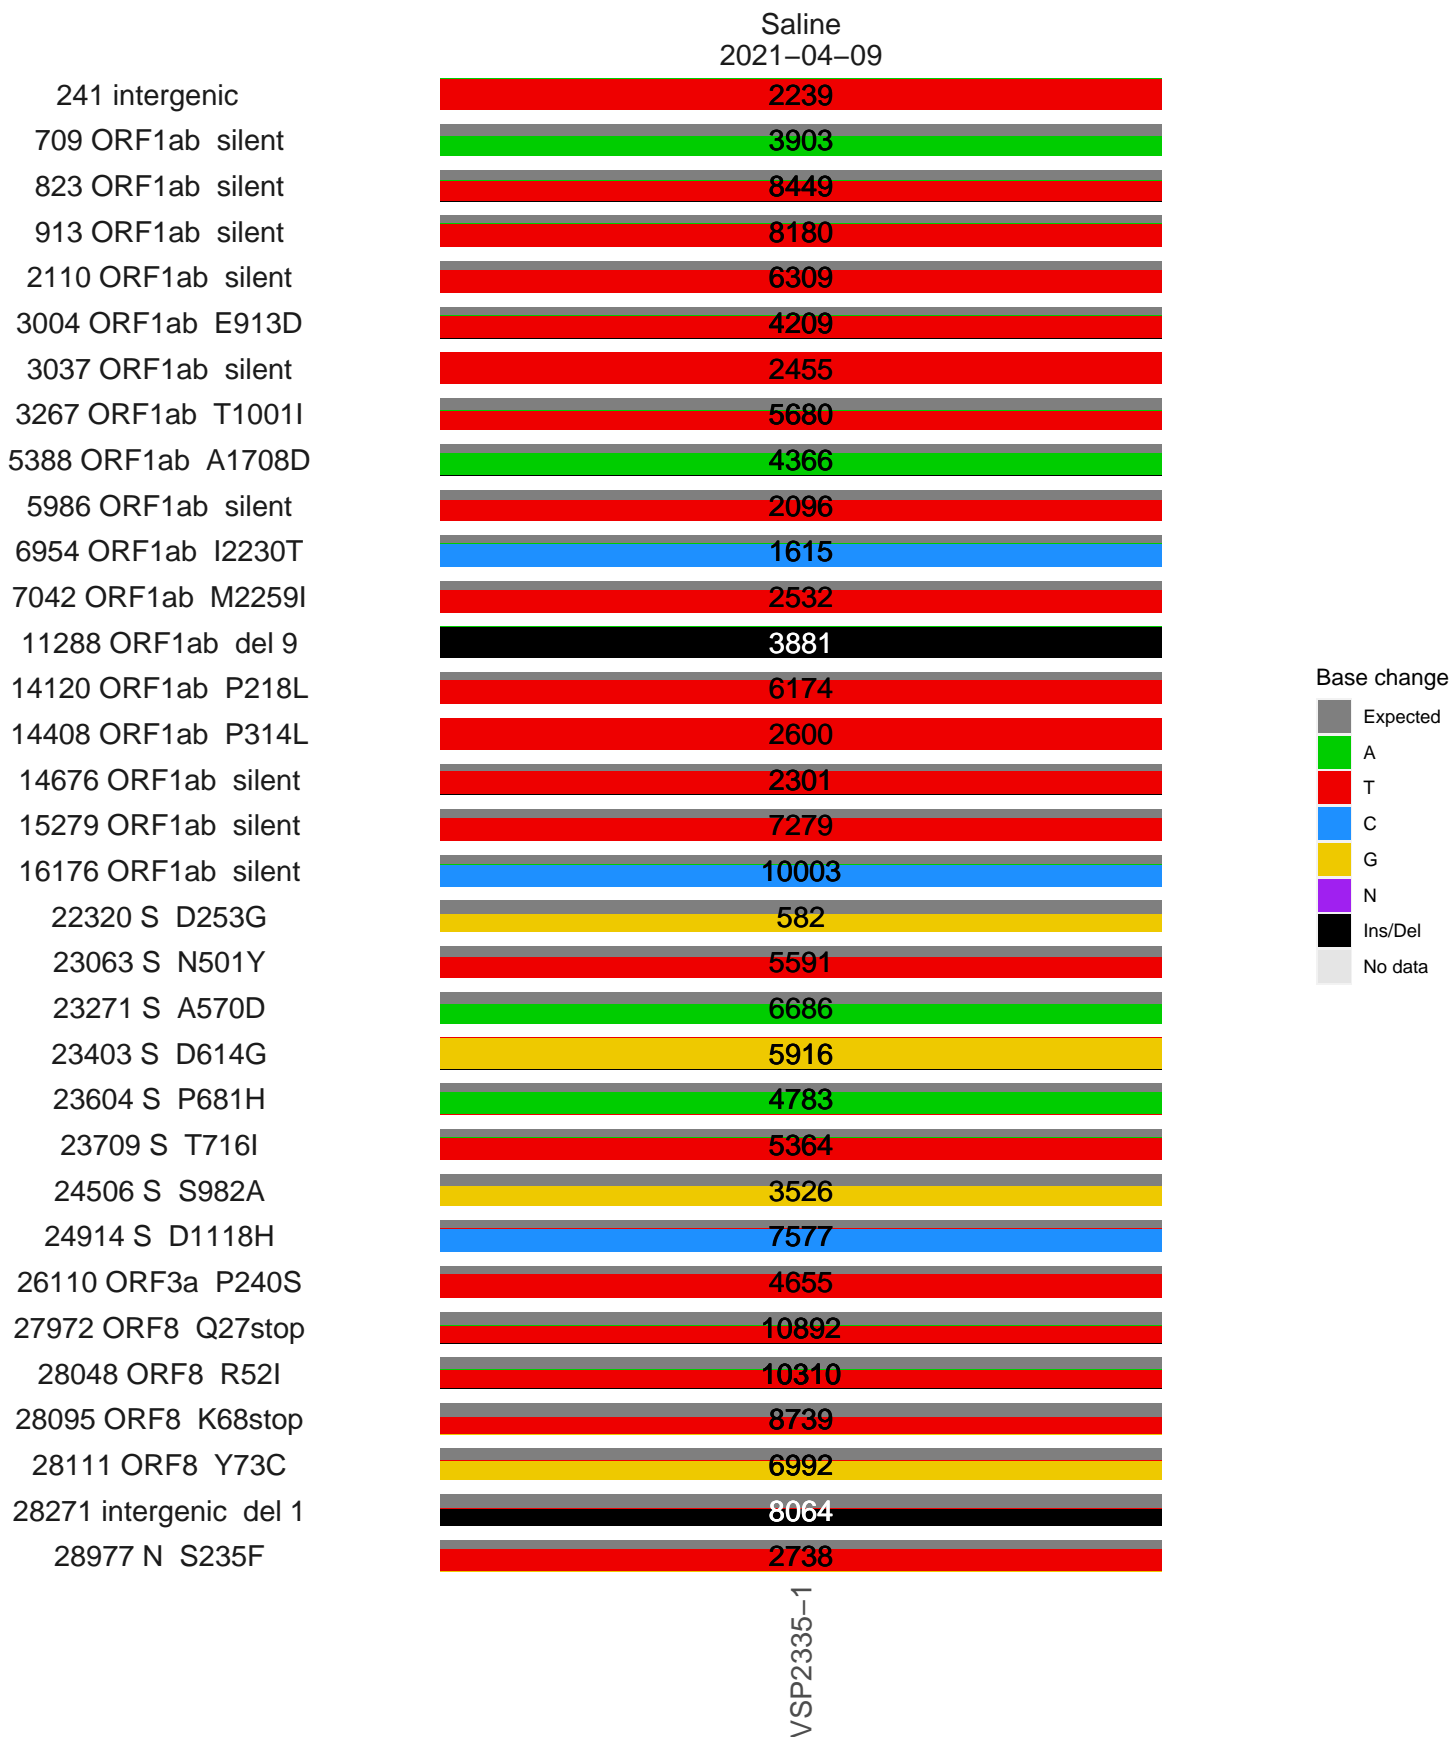 Saline
2021−04−09
241 intergenic 2239
709 ORF1ab silent 3903
823 ORF1ab silent 8449
913 ORF1ab silent 8180
2110 ORF1ab silent 6309
3004 ORF1ab E913D 4209
3037 ORF1ab silent 2455
3267 ORF1ab T1001I 5680
5388 ORF1ab A1708D 4366
5986 ORF1ab silent 2096
6954 ORF1ab I2230T 1615
7042 ORF1ab M2259I 2532
11288 ORF1ab del 9 3881
14120 ORF1ab P218L 6174
14408 ORF1ab P314L 2600
14676 ORF1ab silent 2301
15279 ORF1ab silent 7279
16176 ORF1ab silent 10003
22320 S D253G 582
23063 S N501Y 5591
23271 S A570D 6686
23403 S D614G 5916
23604 S P681H 4783
23709 S T716I 5364
24506 S S982A 3526
24914 S D1118H 7577
26110 ORF3a P240S 4655
27972 ORF8 Q27stop 10892
28048 ORF8 R52I 10310
28095 ORF8 K68stop 8739
28111 ORF8 Y73C 6992
28271 intergenic del 1 8064
28977 N S235F 2738
VSP2335−1
Base change
Expected
A
T
C
G
N
Ins/Del
No data